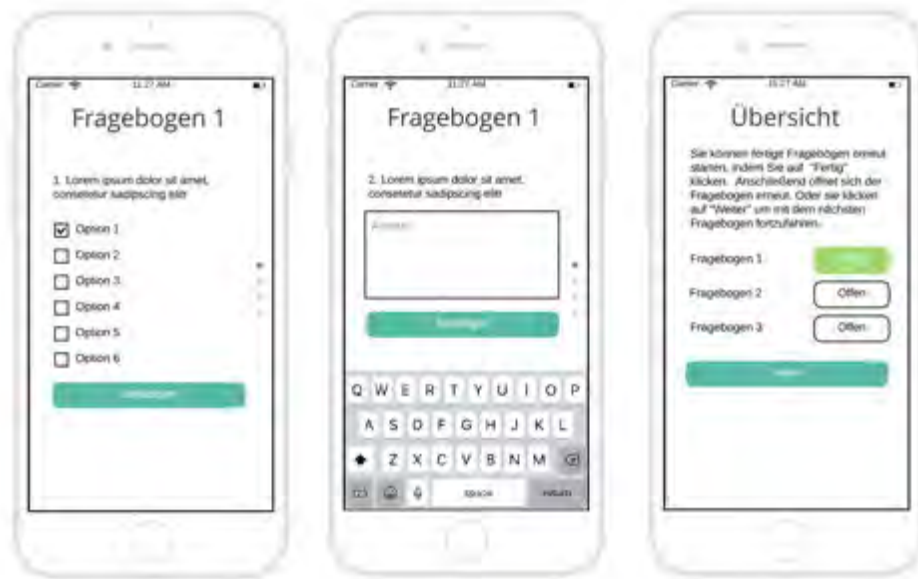 Carrier 11:27 AM
Fragebogen 1
1. Lorem ipsum dolor sit amet,
consetetur sadipscing elitr
Option 1
Option 2
Option 3
Option 4
Option 5
Option 6
Carrier 11:27 AM
Fragebogen 1
2. Lorem ipsum dolor sit amet,
consetetur sadipscing elitr
Q W E R T Y U I O P
A S D F G H J K L
Z X C V B N M
123 space return
Carrier 11:27 AM
Übersicht
Sie können fertige Fragebögen erneut
starten, indem Sie auf "Fertig"
klicken. Anschließend öffnet sich der
Fragebogen erneut. Oder sie klicken
auf "Weiter" um mit dem nächsten
Fragebogen fortzufahren.
Fragebogen 1
Fragebogen 2 Offen
Fragebogen 3 Offen